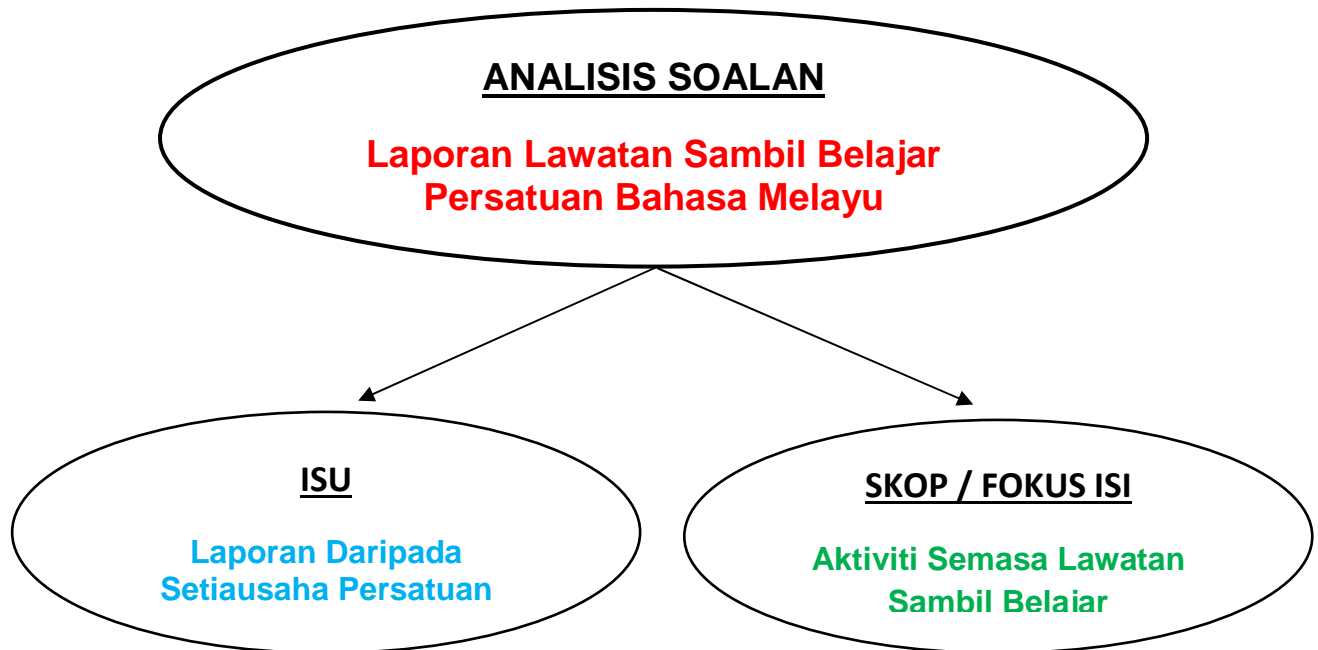 ANALISIS SOALAN
Laporan Lawatan Sambil Belajar
Persatuan Bahasa Melayu
ISU
Laporan Daripada
Setiausaha Persatuan
SKOP / FOKUS ISI
Aktiviti Semasa Lawatan
Sambil Belajar